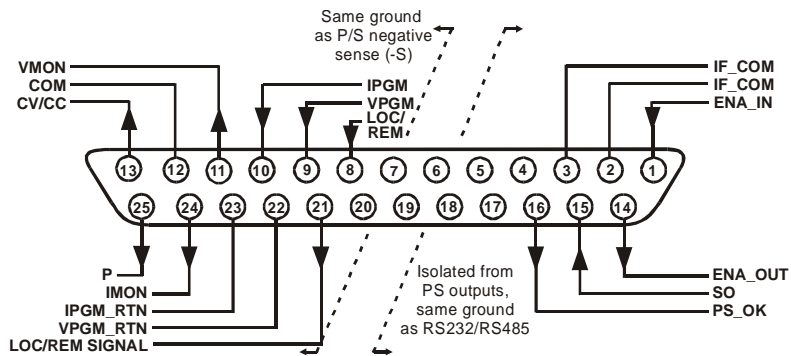 Same ground
as P/S negative
sense (-S)
VMON
COM
CV/CC
IPGM
VPGM
LOC/
REM
IF_COM
IF_COM
ENA_IN
13 12 11 10 9 8 7 6 5 4 3 2 1
25 24 23 22 21 20 19 18 17 16 15 14
P
IMON
IPGM_RTN
VPGM_RTN
LOC/REM SIGNAL
Isolated from
PS outputs,
same ground
as RS232/RS485
ENA_OUT
SO
PS_OK